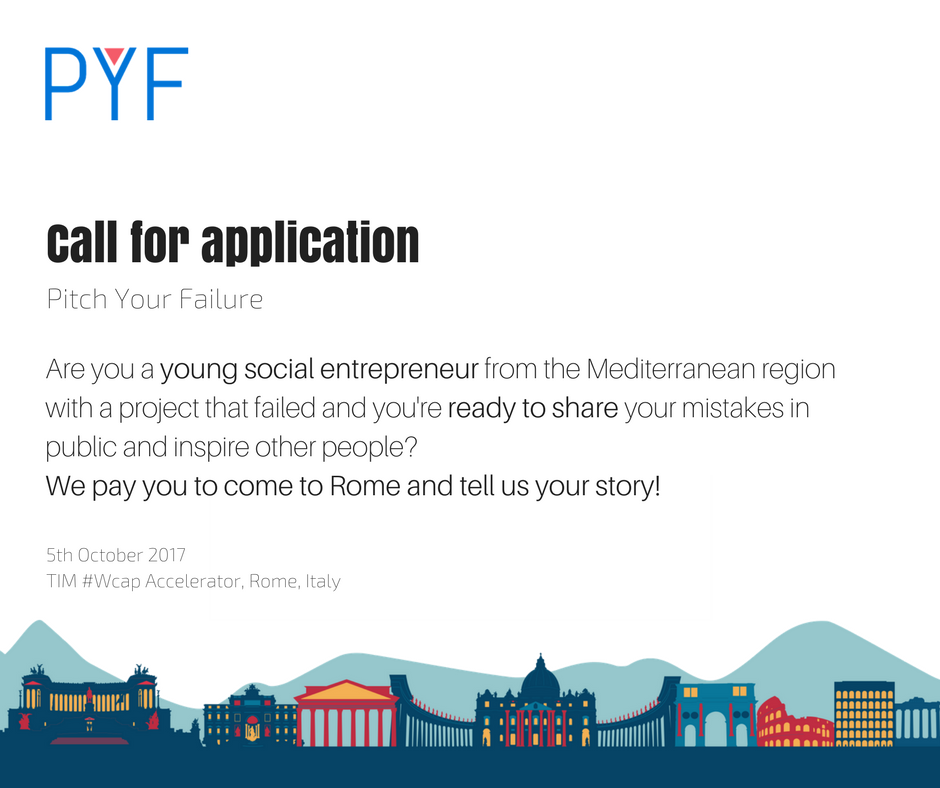 PYF
Call for application
Pitch Your Failure
Are you a young social entrepreneur from the Mediterranean region
with a project that failed and you're ready to share your mistakes in
public and inspire other people?
We pay you to come to Rome and tell us your story!
5th October 2017
TIM #Wcap Accelerator, Rome, Italy